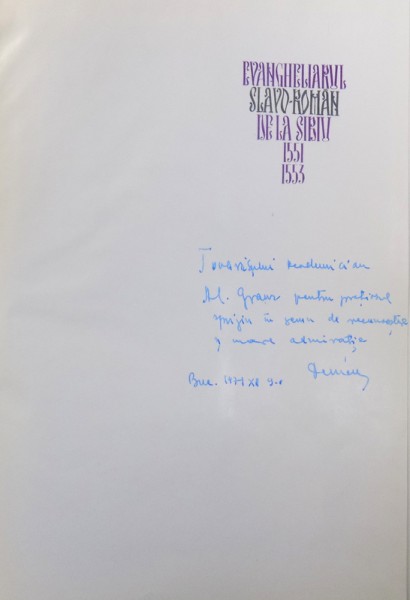 EVANGHELIARUL
SLAVO-ROMÂN
DE LA SIBIU
1551
1553
Tovarășului academician
Al. Graur pentru prețiosul
sprijin în semn de recunoștință
și mare admirație
Buc. 1971 XII